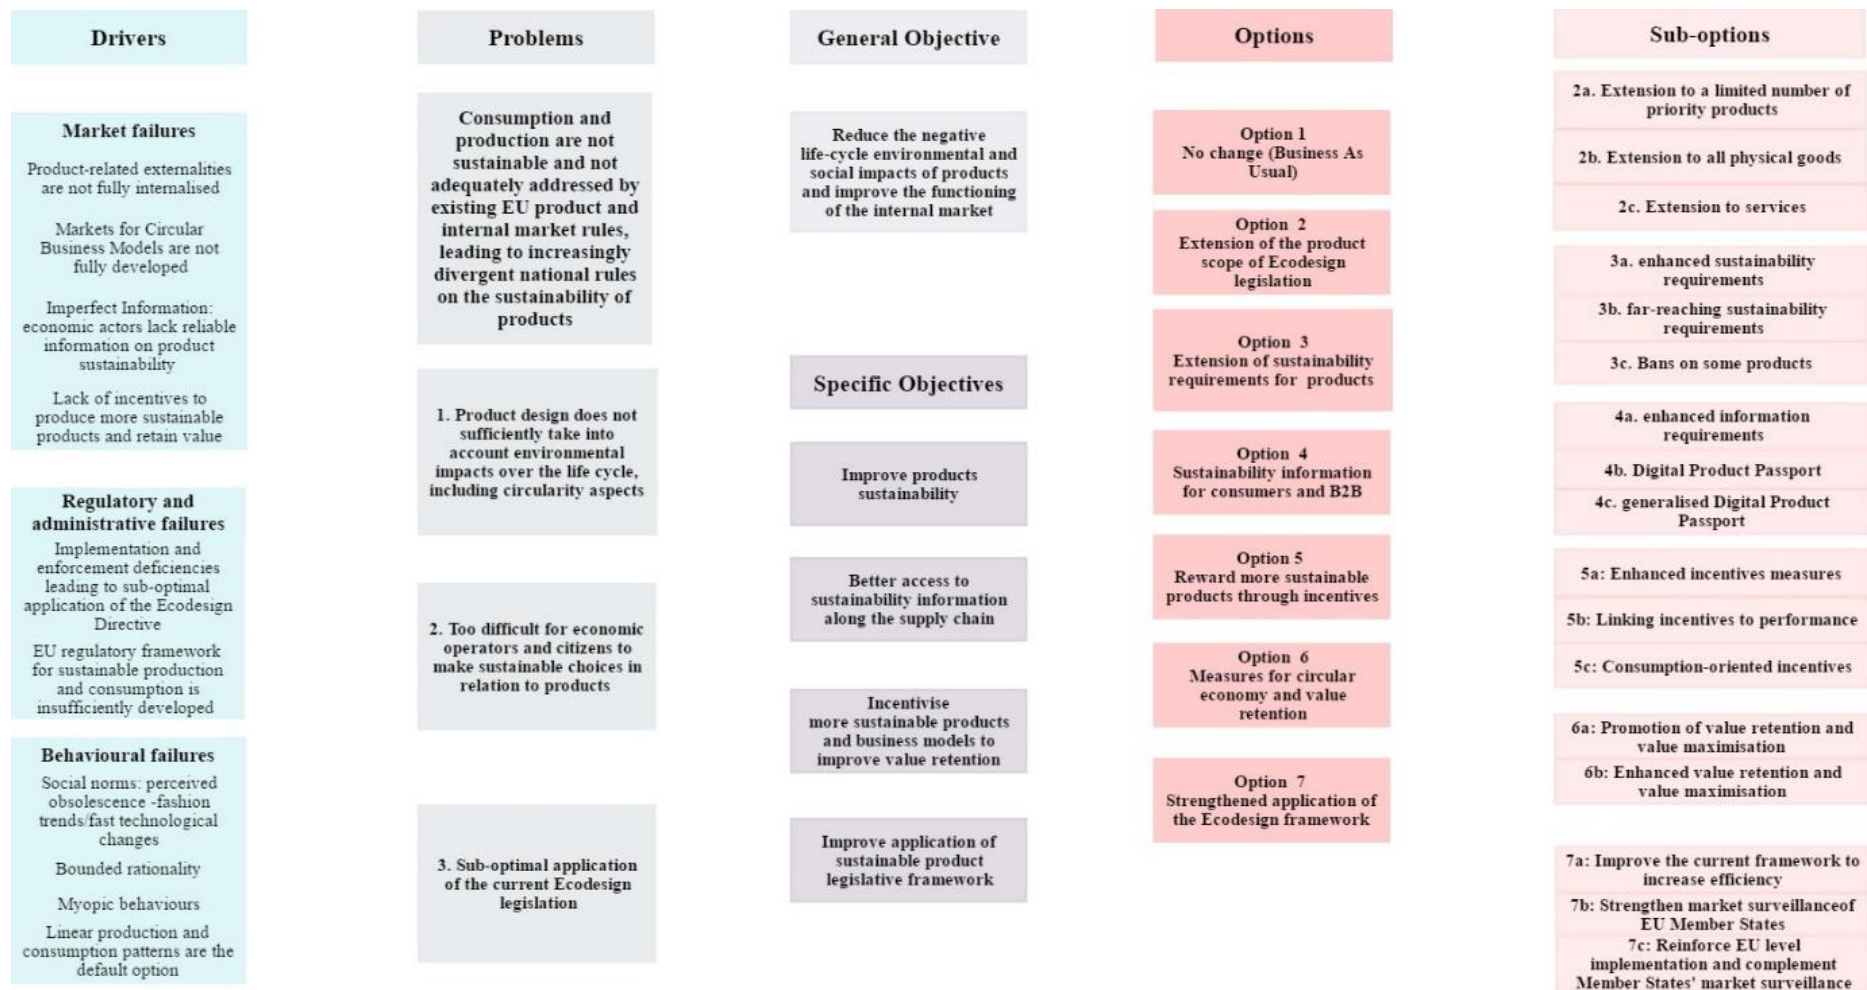 Drivers
Market failures
Product-related externalities
are not fully internalised
Markets for Circular
Business Models are not
fully developed
Imperfect Information:
economic actors lack reliable
information on product
sustainability
Lack of incentives to
produce more sustainable
products and retain value
Regulatory and
administrative failures
Implementation and
enforcement deficiencies
leading to sub-optimal
application of the Ecodesign
Directive
EU regulatory framework
for sustainable production
and consumption is
insufficiently developed
Behavioural failures
Social norms: perceived
obsolescence -fashion
trends/fast technological
changes
Bounded rationality
Myopic behaviours
Linear production and
consumption patterns are the
default option
Problems
Consumption and
production are not
sustainable and not
adequately addressed by
existing EU product and
internal market rules,
leading to increasingly
divergent national rules
on the sustainability of
products
1. Product design does not
sufficiently take into
account environmental
impacts over the life cycle,
including circularity aspects
2. Too difficult for economic
operators and citizens to
make sustainable choices in
relation to products
3. Sub-optimal application
of the current Ecodesign
legislation
General Objective
Reduce the negative
life-cycle environmental and
social impacts of products
and improve the functioning
of the internal market
Specific Objectives
Improve products
sustainability
Better access to
sustainability information
along the supply chain
Incentivise
more sustainable products
and business models to
improve value retention
Improve application of
sustainable product
legislative framework
Options
Option 1
No change (Business As
Usual)
Option 2
Extension of the product
scope of Ecodesign
legislation
Option 3
Extension of sustainability
requirements for products
Option 4
Sustainability information
for consumers and B2B
Option 5
Reward more sustainable
products through incentives
Option 6
Measures for circular
economy and value
retention
Option 7
Strengthened application of
the Ecodesign framework
Sub-options
2a. Extension to a limited number of
priority products
2b. Extension to all physical goods
2c. Extension to services
3a. enhanced sustainability
requirements
3b. far-reaching sustainability
requirements
3c. Bans on some products
4a. enhanced information
requirements
4b. Digital Product Passport
4c. generalised Digital Product
Passport
5a: Enhanced incentives measures
5b: Linking incentives to performance
5c: Consumption-oriented incentives
6a: Promotion of value retention and
value maximisation
6b: Enhanced value retention and
value maximisation
7a: Improve the current framework to
increase efficiency
7b: Strengthen market surveillanceof
EU Member States
7c: Reinforce EU level
implementation and complement
Member States' market surveillance